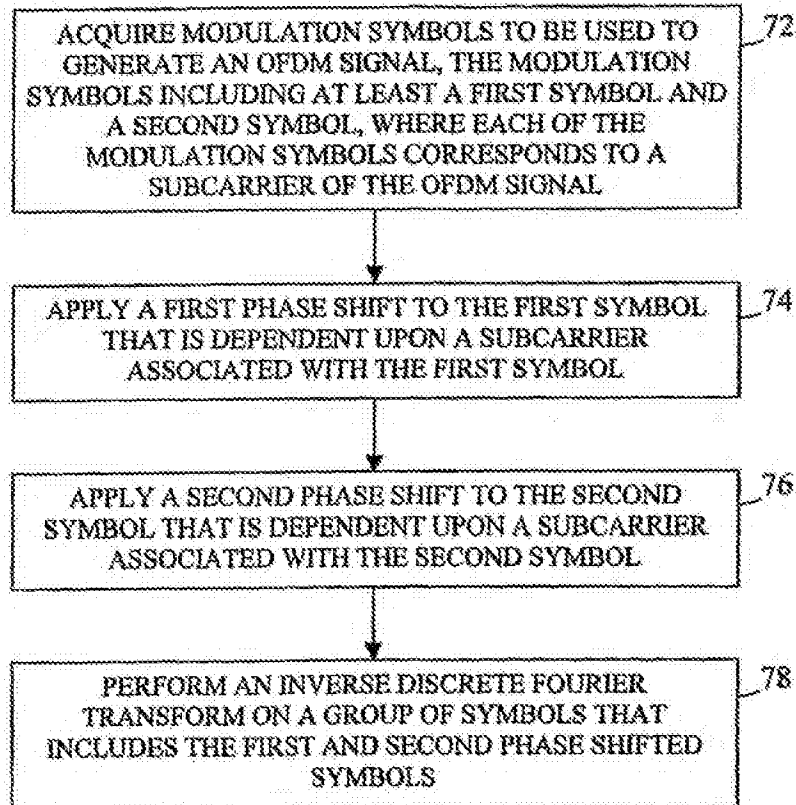 ACQUIRE MODULATION SYMBOLS TO BE USED TO
GENERATE AN OFDM SIGNAL, THE MODULATION
SYMBOLS INCLUDING AT LEAST A FIRST SYMBOL AND
A SECOND SYMBOL, WHERE EACH OF THE
MODULATION SYMBOLS CORRESPONDS TO A
SUBCARRIER OF THE OFDM SIGNAL
72
APPLY A FIRST PHASE SHIFT TO THE FIRST SYMBOL
THAT IS DEPENDENT UPON A SUBCARRIER
ASSOCIATED WITH THE FIRST SYMBOL
74
APPLY A SECOND PHASE SHIFT TO THE SECOND
SYMBOL THAT IS DEPENDENT UPON A SUBCARRIER
ASSOCIATED WITH THE SECOND SYMBOL
76
PERFORM AN INVERSE DISCRETE FOURIER
TRANSFORM ON A GROUP OF SYMBOLS THAT
INCLUDES THE FIRST AND SECOND PHASE SHIFTED
SYMBOLS
78